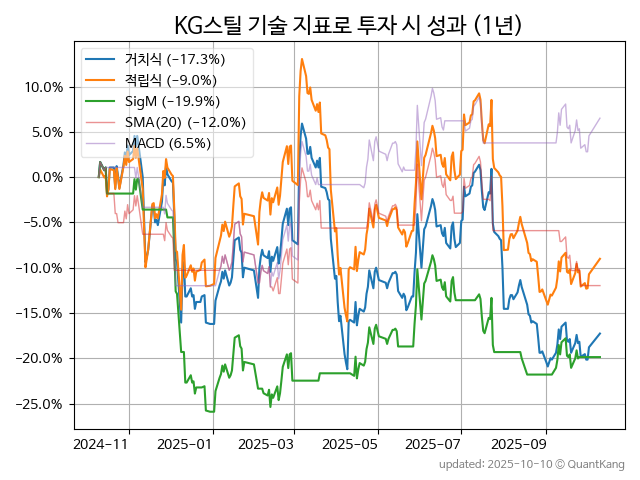 KG스틸 기술 지표로 투자 시 성과 (1년)
거치식 (−17.3%)
적립식 (−9.0%)
SigM (−19.9%)
SMA(20) (−12.0%)
MACD (6.5%)
10.0%
5.0%
0.0%
−5.0%
−10.0%
−15.0%
−20.0%
−25.0%
2024-11 2025-01 2025-03 2025-05 2025-07 2025-09
updated: 2025-10-10 ⓒ QuantKang